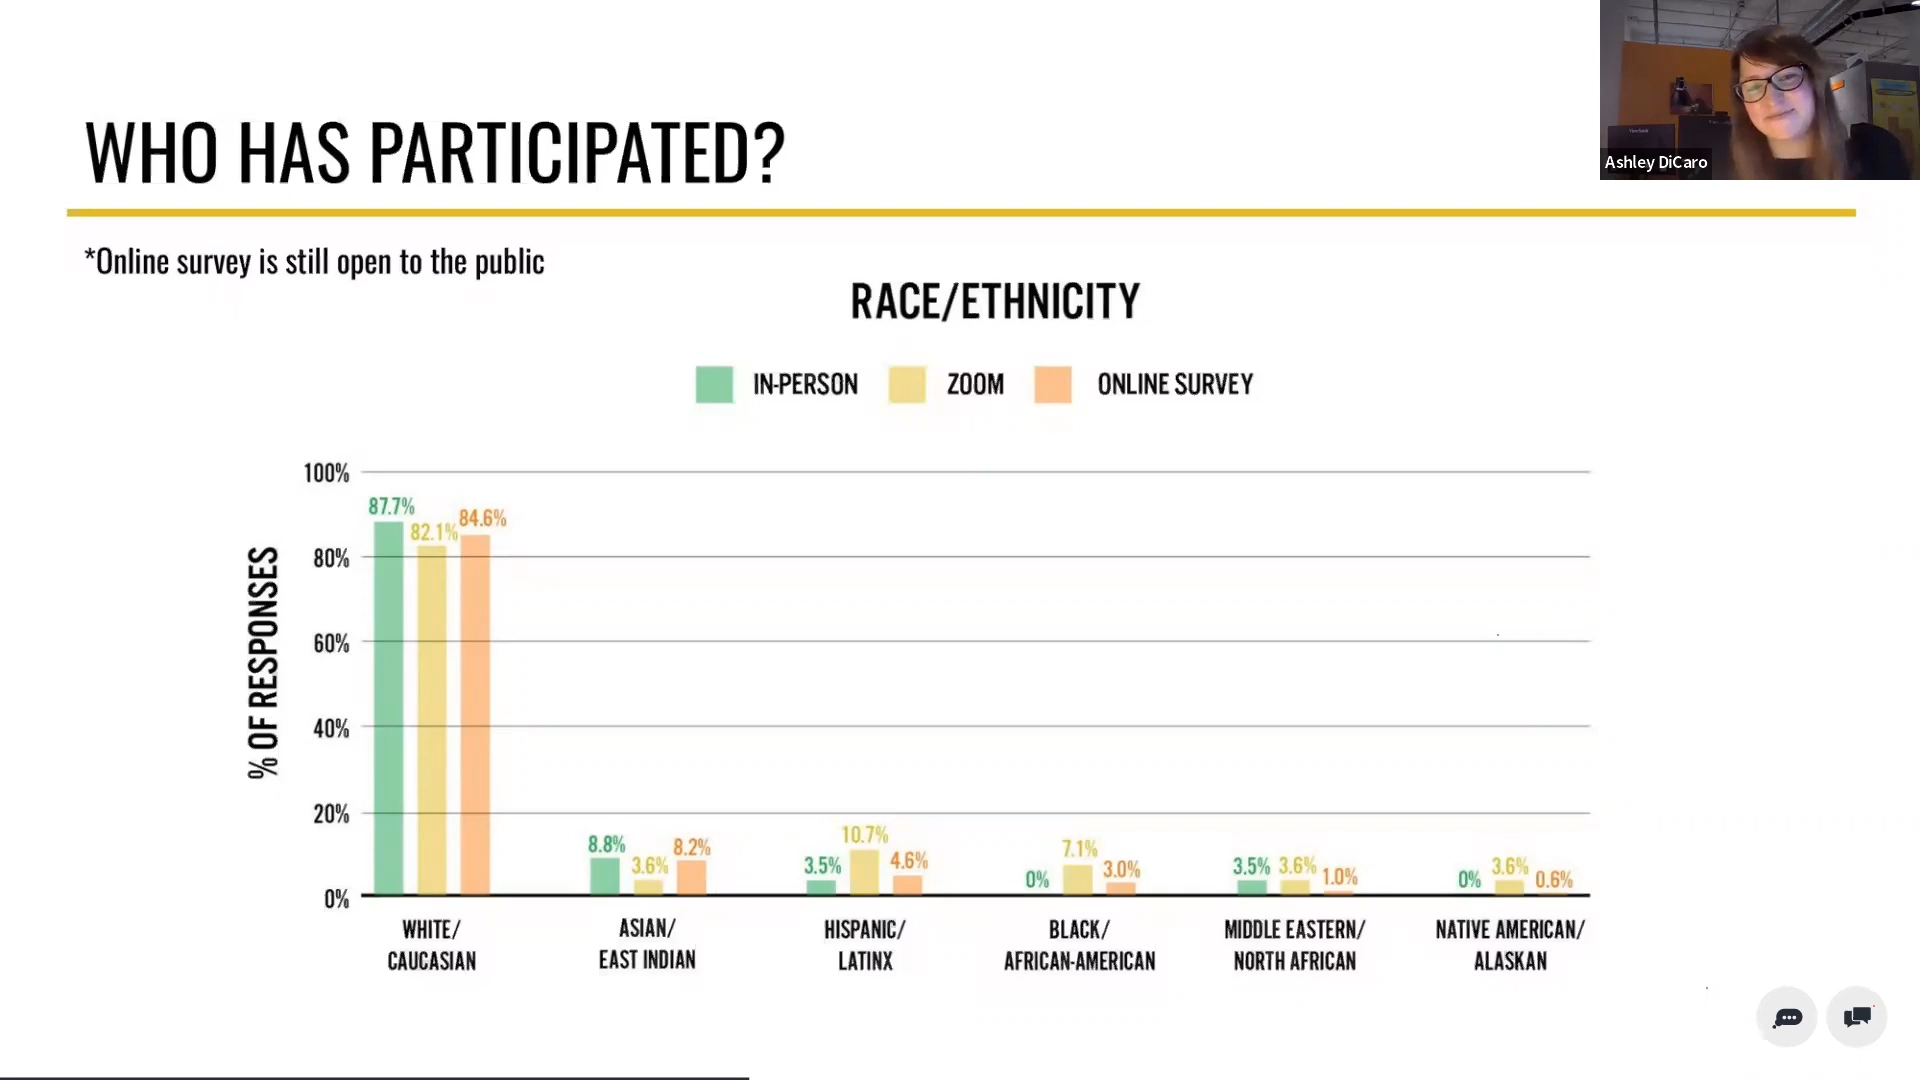 WHO HAS PARTICIPATED?
Ashley DiCaro
*Online survey is still open to the public
RACE/ETHNICITY
IN-PERSON ZOOM ONLINE SURVEY
% OF RESPONSES
100%
80%
60%
40%
20%
0%
87.7% 82.1% 84.6%
8.8% 3.6% 8.2%
3.5% 10.7% 4.6%
0% 7.1% 3.0%
3.5% 3.6% 1.0%
0% 3.6% 0.6%
WHITE/
CAUCASIAN
ASIAN/
EAST INDIAN
HISPANIC/
LATINX
BLACK/
AFRICAN-AMERICAN
MIDDLE EASTERN/
NORTH AFRICAN
NATIVE AMERICAN/
ALASKAN